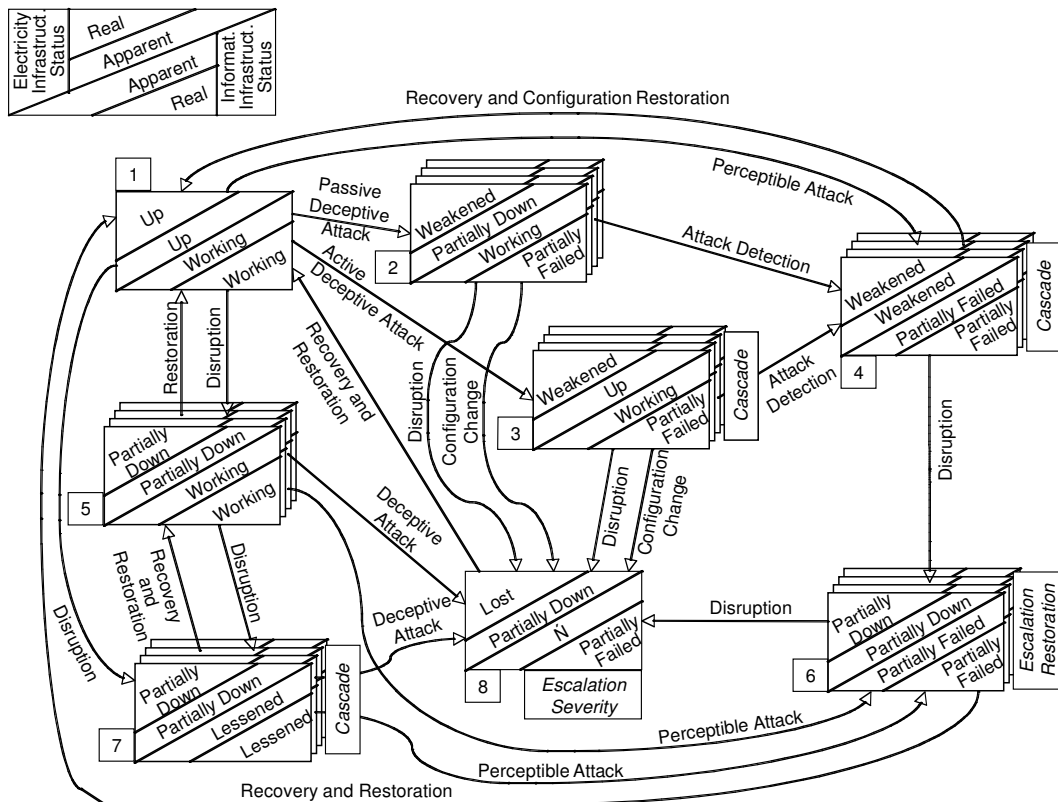 Electricity
Infrastruct.
Status
Real
Apparent
Apparent
Real
Informat.
Infrastruct.
Status
Recovery and Configuration Restoration
Perceptible Attack
1
Up
Up
Working
Working
Passive
Deceptive
Attack
2
Weakened
Partially Down
Working
Partially
Failed
Attack Detection
Active
Deceptive Attack
3
Weakened
Up
Working
Partially
Failed
Cascade
Attack
Detection
4
Weakened
Weakened
Partially Failed
Partially
Failed
Cascade
Restoration
Disruption
Recovery and
Restoration
Disruption
Configuration
Change
Disruption
Configuration
Change
Disruption
5
Partially
Down
Partially Down
Working
Working
Deceptive
Attack
Recovery
and
Restoration
Disruption
Disruption
Deceptive
Attack
8
Lost
Partially Down
Ń
Partially
Failed
Escalation
Severity
Disruption
6
Partially
Down
Partially Down
Partially Failed
Partially
Failed
Escalation
Restoration
7
Partially
Down
Partially Down
Lessened
Lessened
Cascade
Perceptible Attack
Perceptible Attack
Recovery and Restoration